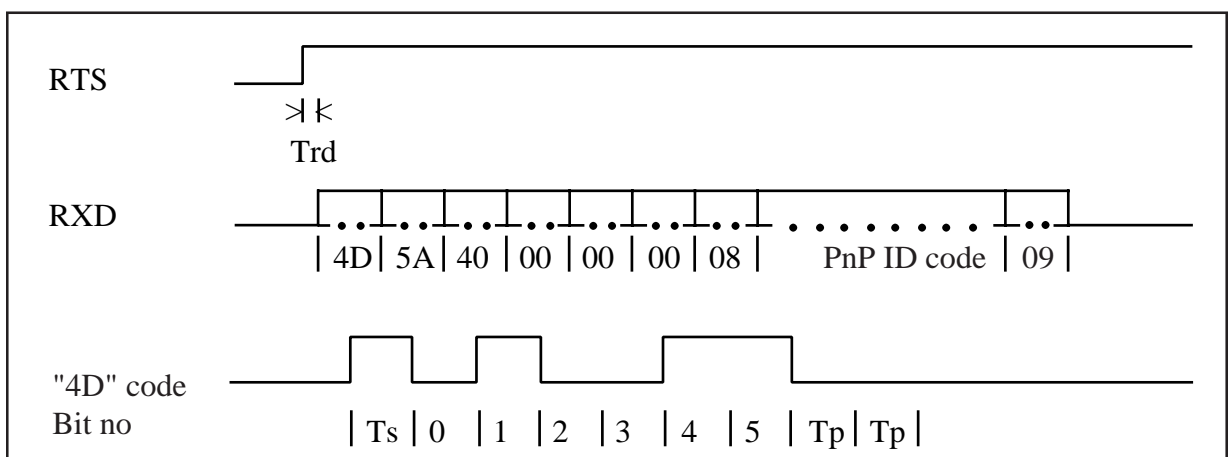 RTS
Trd
RXD
4D 5A 40 00 00 00 08 PnP ID code 09
"4D" code
Bit no
Ts 0 1 2 3 4 5 Tp Tp